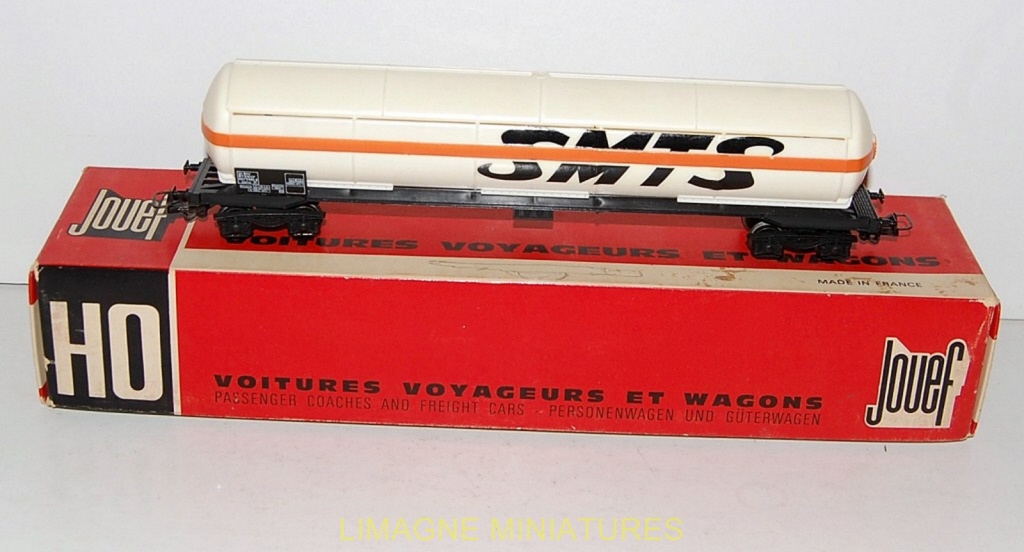 SMTS
Jouef
VOITURES VOYAGEURS ET WAGONS
MADE IN FRANCE
HO
Jouef
VOITURES VOYAGEURS ET WAGONS
PASSENGER COACHES AND FREIGHT CARS - PERSONENWAGEN UND GÜTERWAGEN
LIMAGNE MINIATURES